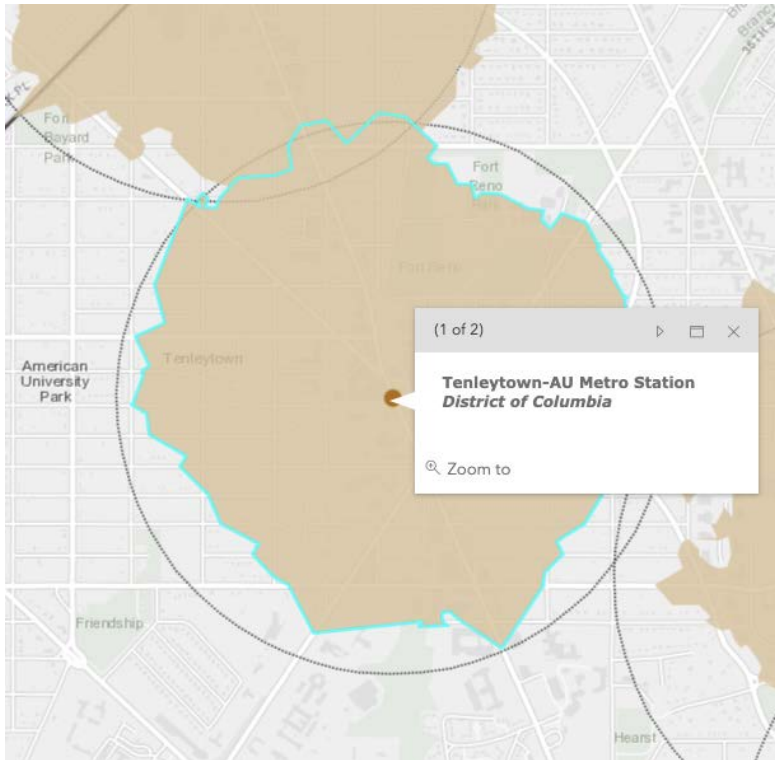 Fort
Bayard
Park
Fort
Reno
Fort Reno
(1 of 2)
Tenleytown-AU Metro Station
District of Columbia
Zoom to
Tenleytown
American
University
Park
Friendship
Hearst